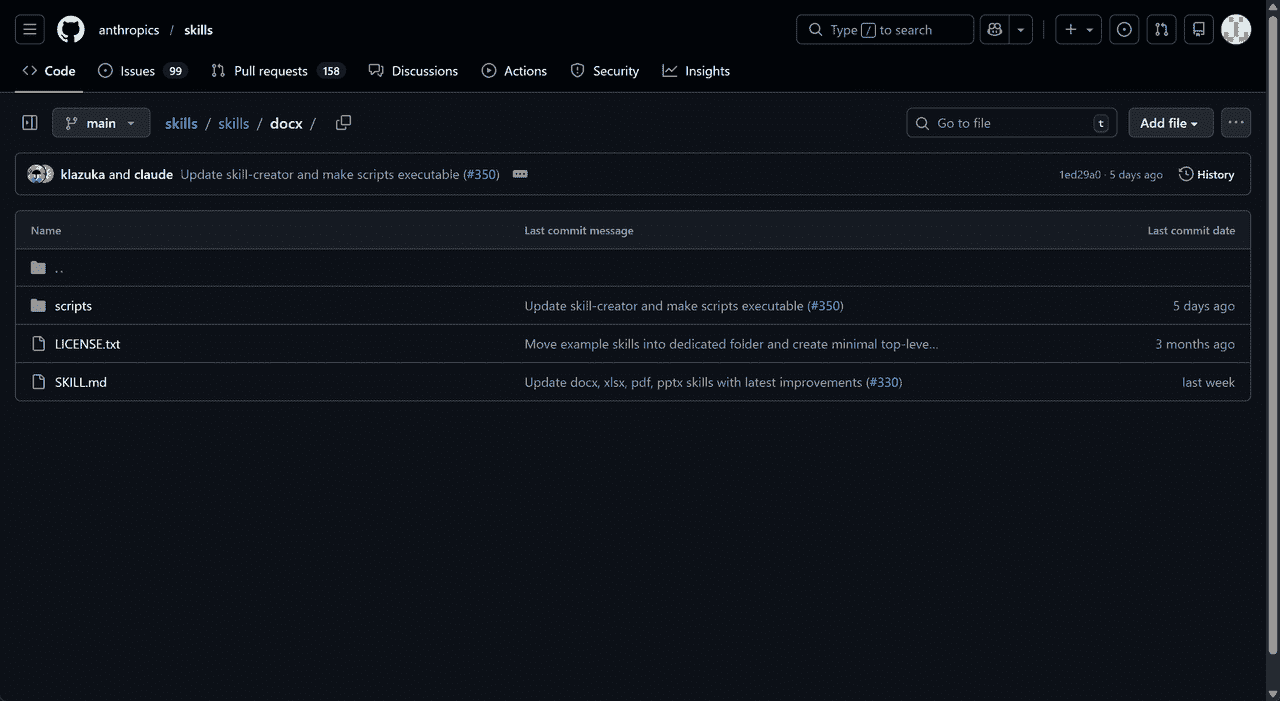 anthropics / skills
Type / to search
Code
Issues 99
Pull requests 158
Discussions
Actions
Security
Insights
main
skills / skills / docx /
Go to file
t
Add file
klazuka and claude Update skill-creator and make scripts executable (#350)
1ed29a0 · 5 days ago
History
Name Last commit message Last commit date
..
scripts Update skill-creator and make scripts executable (#350) 5 days ago
LICENSE.txt Move example skills into dedicated folder and create minimal top-leve... 3 months ago
SKILL.md Update docx, xlsx, pdf, pptx skills with latest improvements (#330) last week